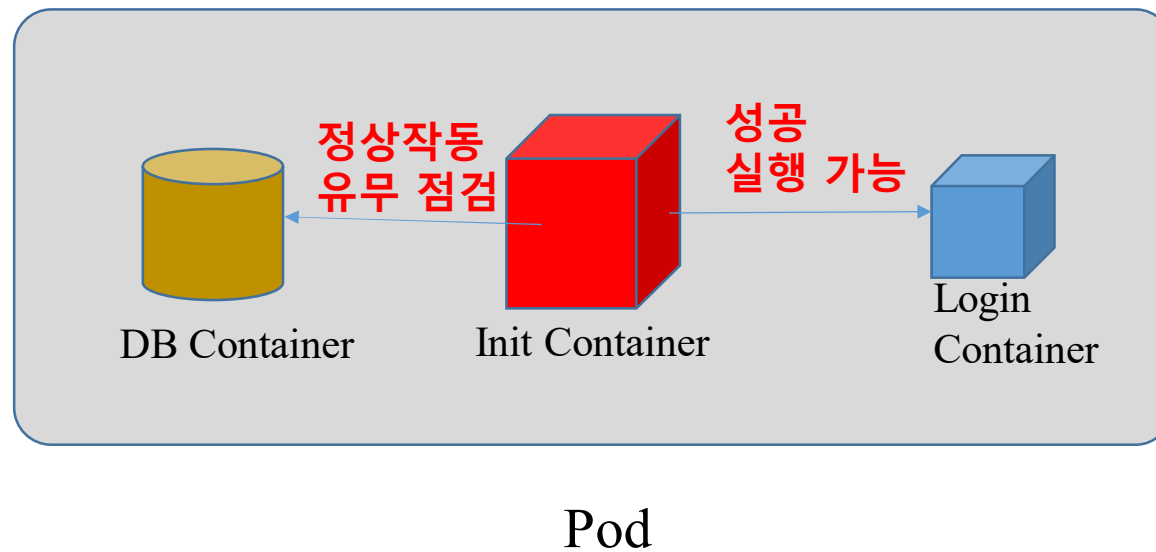 정상작동
유무 점검
성공
실행 가능
DB Container
Init Container
Login
Container
Pod